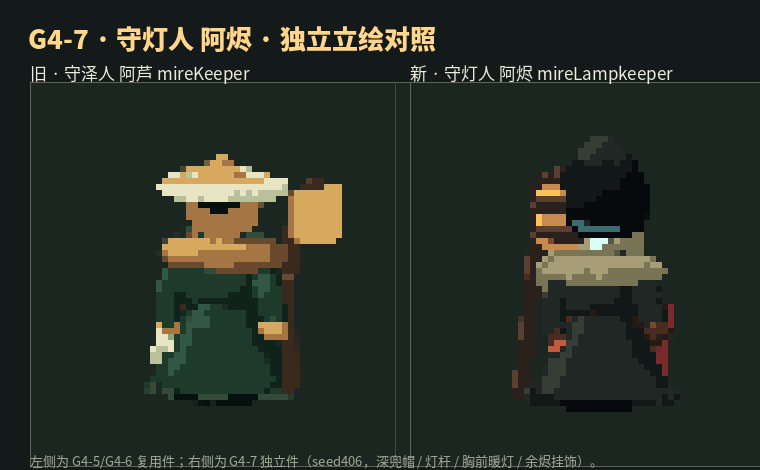 G4-7 · 守灯人 阿烬 · 独立立绘对照
旧 · 守泽人 阿芦 mireKeeper
新 · 守灯人 阿烬 mireLampkeeper
左侧为 G4-5/G4-6 复用件；右侧为 G4-7 独立件（seed406，深兜帽 / 灯杆 / 胸前暖灯 / 余烬挂饰）。